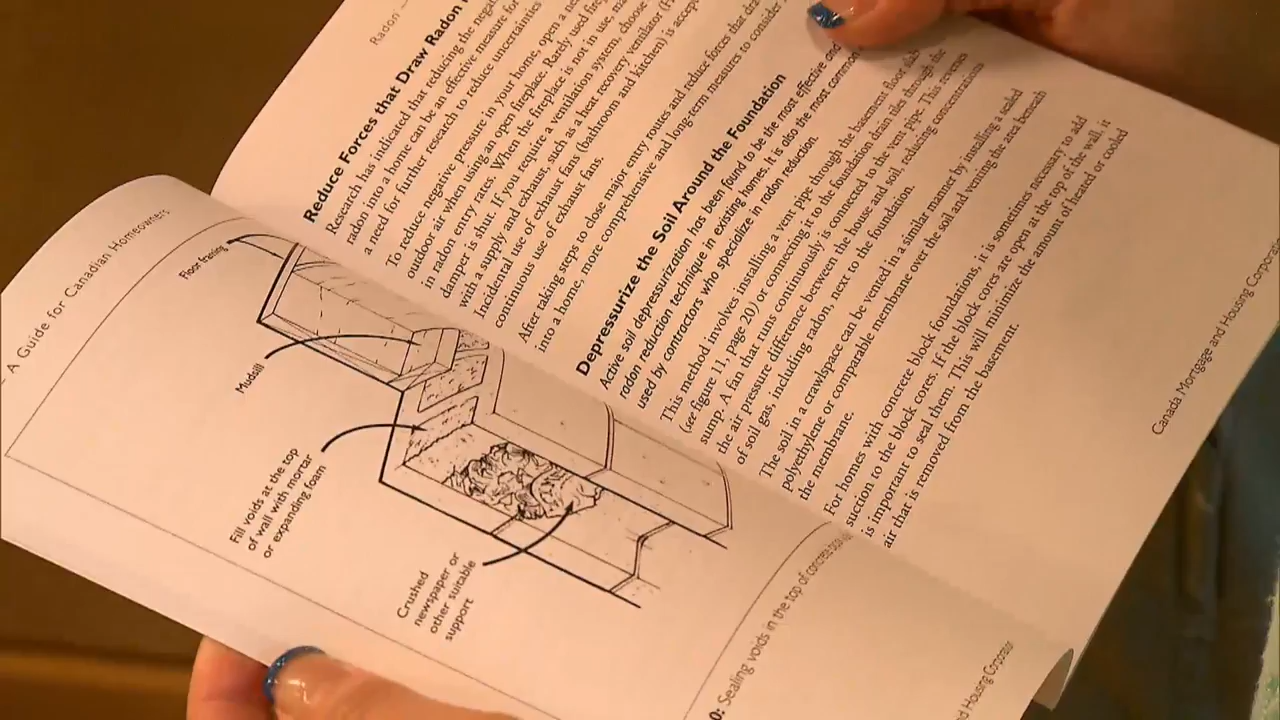 A Guide for Canadian Homeowners
Floor framing
Mudsill
Fill voids at the top
of wall with mortar
or expanding foam
Crushed
newspaper or
other suitable
support
0: Sealing voids in the top of concrete
Housing Corporation
Radon —
Reduce Forces that Draw Radon
Research has indicated that reducing the
radon into a home can be an effective measure for
a need for further research to reduce uncertainties
To reduce negative pressure in your home, open a
outdoor air when using an open fireplace. Rarely used
in radon entry rates. When the fireplace is not in use,
damper is shut. If you require a ventilation system, choose
with a supply and exhaust, such as a heat recovery ventilator
Incidental use of exhaust fans (bathroom and kitchen) is
continuous use of exhaust fans.
After taking steps to close major entry routes and reduce forces that
into a home, more comprehensive and long-term measures to consider
Depressurize the Soil Around the Foundation
Active soil depressurization has been found to be the most effective and
radon reduction technique in existing homes. It is also the most common
used by contractors who specialize in radon reduction.
This method involves installing a vent pipe through the basement floor slab
(see figure 11, page 20) or connecting it to the foundation drain tiles through the
sump. A fan that runs continuously is connected to the vent pipe. This reverses
the air pressure difference between the house and soil, reducing concentrations
of soil gas, including radon, next to the foundation.
The soil in a crawlspace can be vented in a similar manner by installing a sealed
polyethylene or comparable membrane over the soil and venting the area beneath
the membrane.
For homes with concrete block foundations, it is sometimes necessary to add
suction to the block cores. If the block cores are open at the top of the wall, it
is important to seal them. This will minimize the amount of heated or cooled
air that is removed from the basement.
Canada Mortgage and Housing